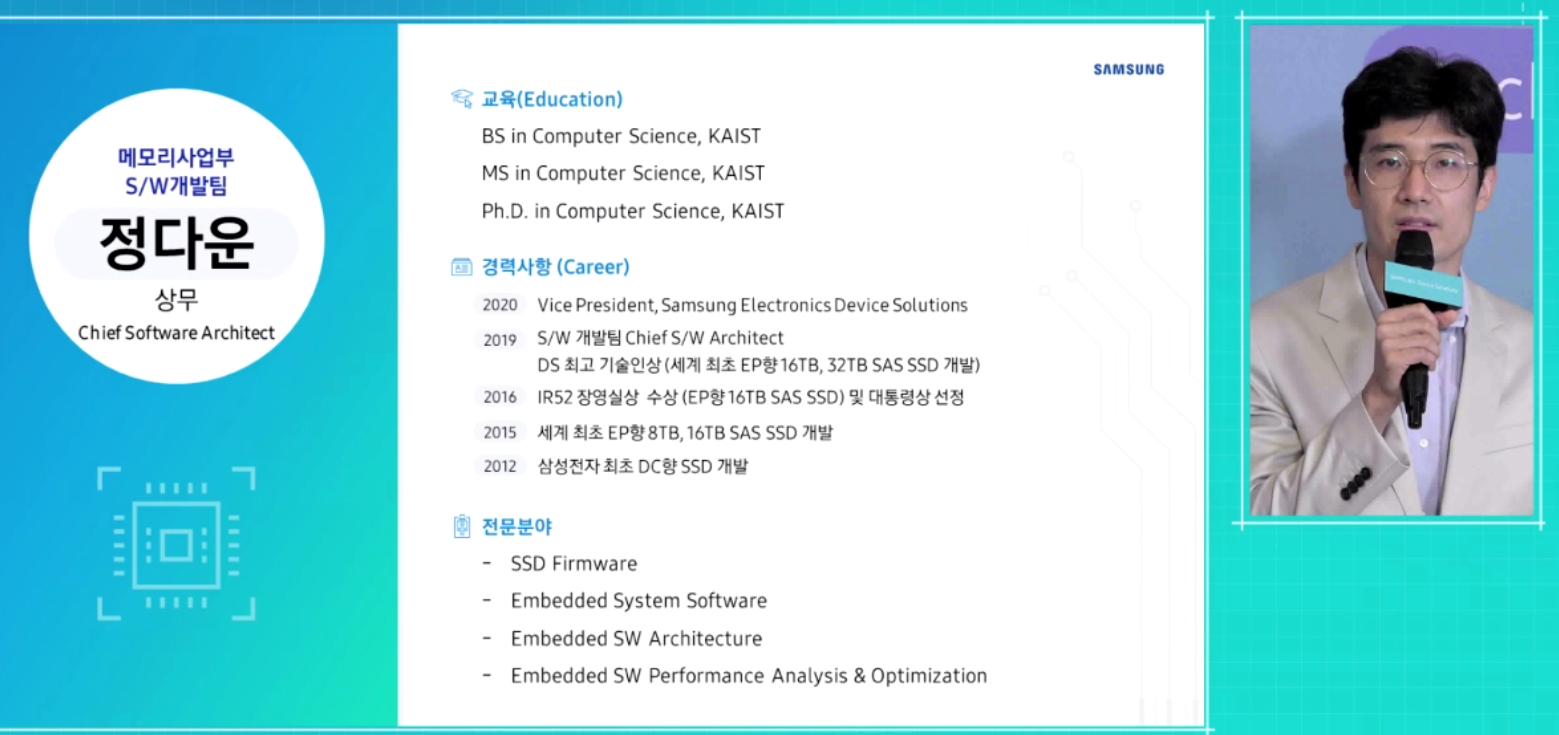 메모리사업부
S/W개발팀
정다운
상무
Chief Software Architect
SAMSUNG
교육(Education)
BS in Computer Science, KAIST
MS in Computer Science, KAIST
Ph.D. in Computer Science, KAIST
경력사항 (Career)
2020 Vice President, Samsung Electronics Device Solutions
2019 S/W 개발팀 Chief S/W Architect
DS 최고 기술인상 (세계 최초 EP향 16TB, 32TB SAS SSD 개발)
2016 IR52 장영실상 수상 (EP향 16TB SAS SSD) 및 대통령상 선정
2015 세계 최초 EP향 8TB, 16TB SAS SSD 개발
2012 삼성전자 최초 DC향 SSD 개발
전문분야
- SSD Firmware
- Embedded System Software
- Embedded SW Architecture
- Embedded SW Performance Analysis & Optimization